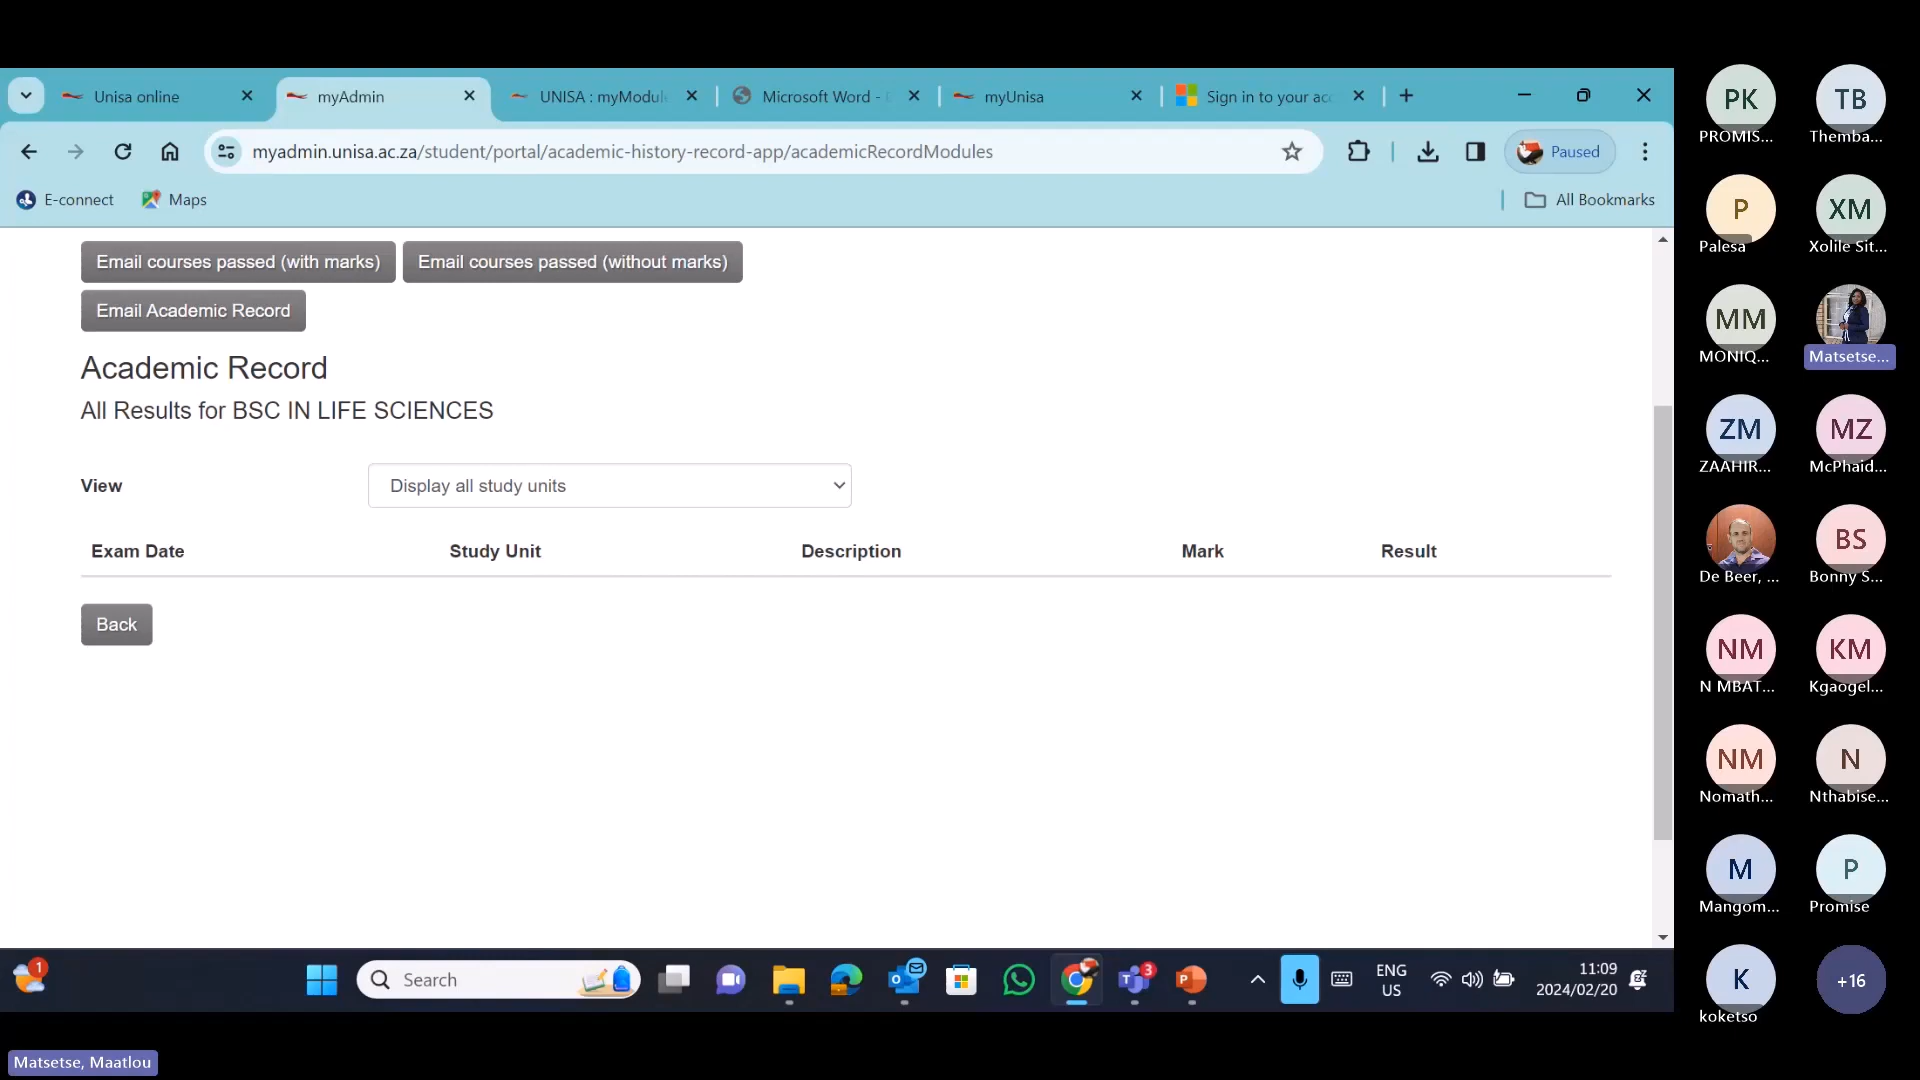 Unisa online
myAdmin
UNISA : myModul
Microsoft Word -
myUnisa
Sign in to your acc
myadmin.unisa.ac.za/student/portal/academic-history-record-app/academicRecordModules
Paused
E-connect
Maps
All Bookmarks
Email courses passed (with marks)
Email courses passed (without marks)
Email Academic Record
Academic Record
All Results for BSC IN LIFE SCIENCES
View
Display all study units
Exam Date
Study Unit
Description
Mark
Result
Back
1
Search
3
ENG
US
11:09
2024/02/20
Matsetse, Maatlou
PK
PROMIS...
TB
Themba...
P
Palesa
XM
Xolile Sit...
MM
MONIQ...
Matsetse...
ZM
ZAAHIR...
MZ
McPhaid...
De Beer, ...
BS
Bonny S...
NM
N MBAT...
KM
Kgaogel...
NM
Nomath...
N
Nthabise...
M
Mangom...
P
Promise
K
koketso
+16